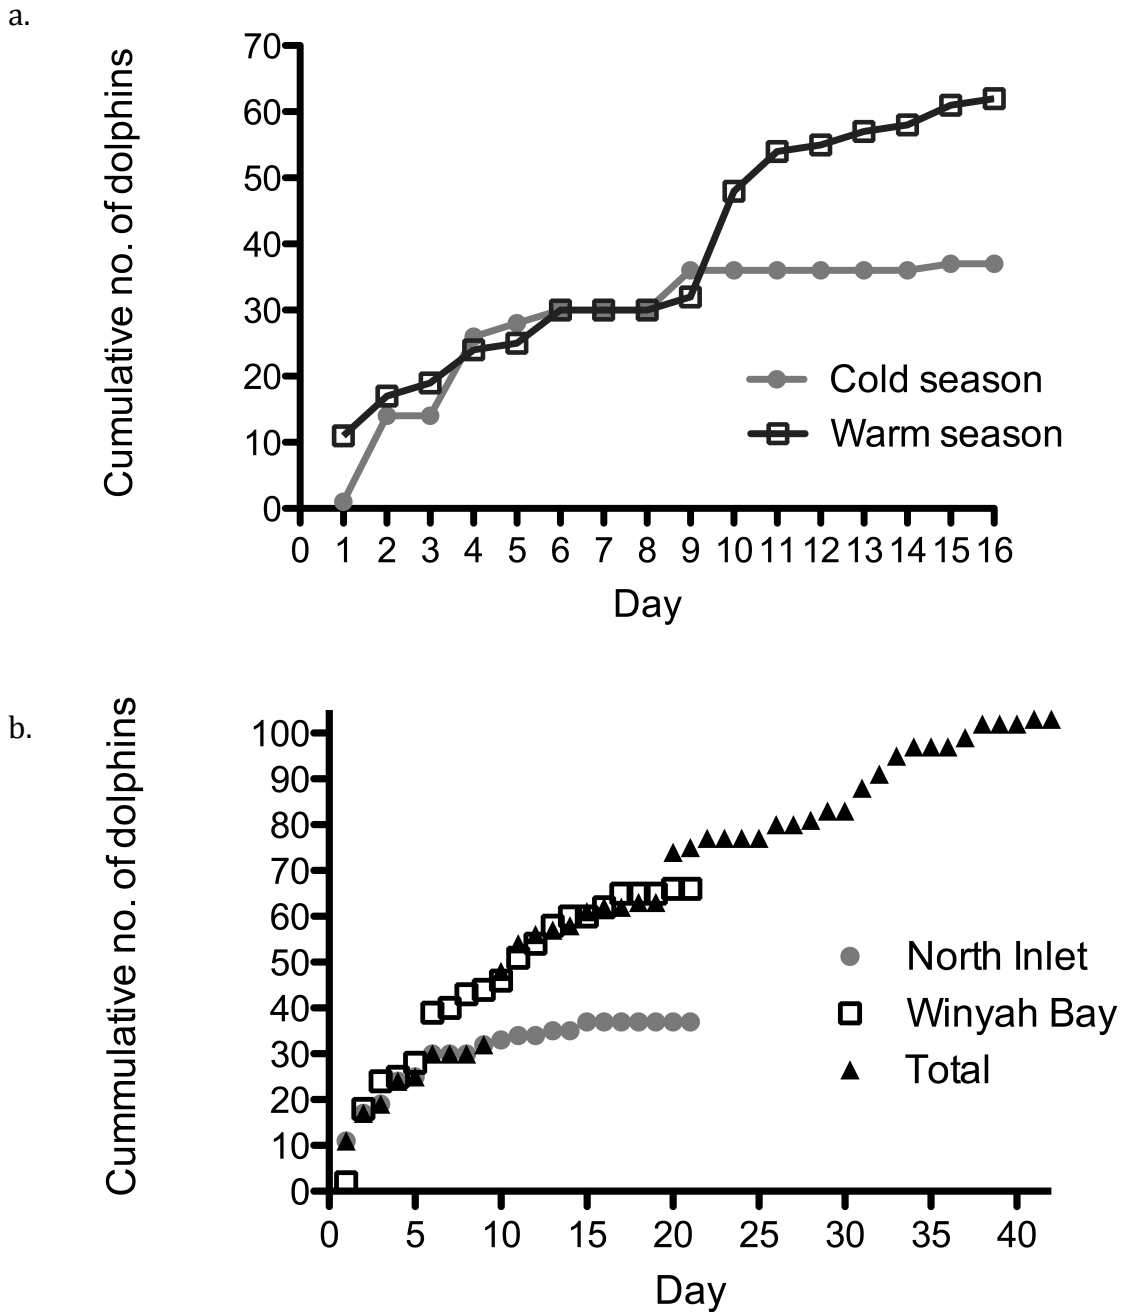 a.
Cumulative no. of dolphins
70
60
50
40
30
20
10
0
Cold season
Warm season
0 1 2 3 4 5 6 7 8 9 10 11 12 13 14 15 16
Day
b.
Cummulative no. of dolphins
100
90
80
70
60
50
40
30
20
10
0
North Inlet
Winyah Bay
Total
0 5 10 15 20 25 30 35 40
Day